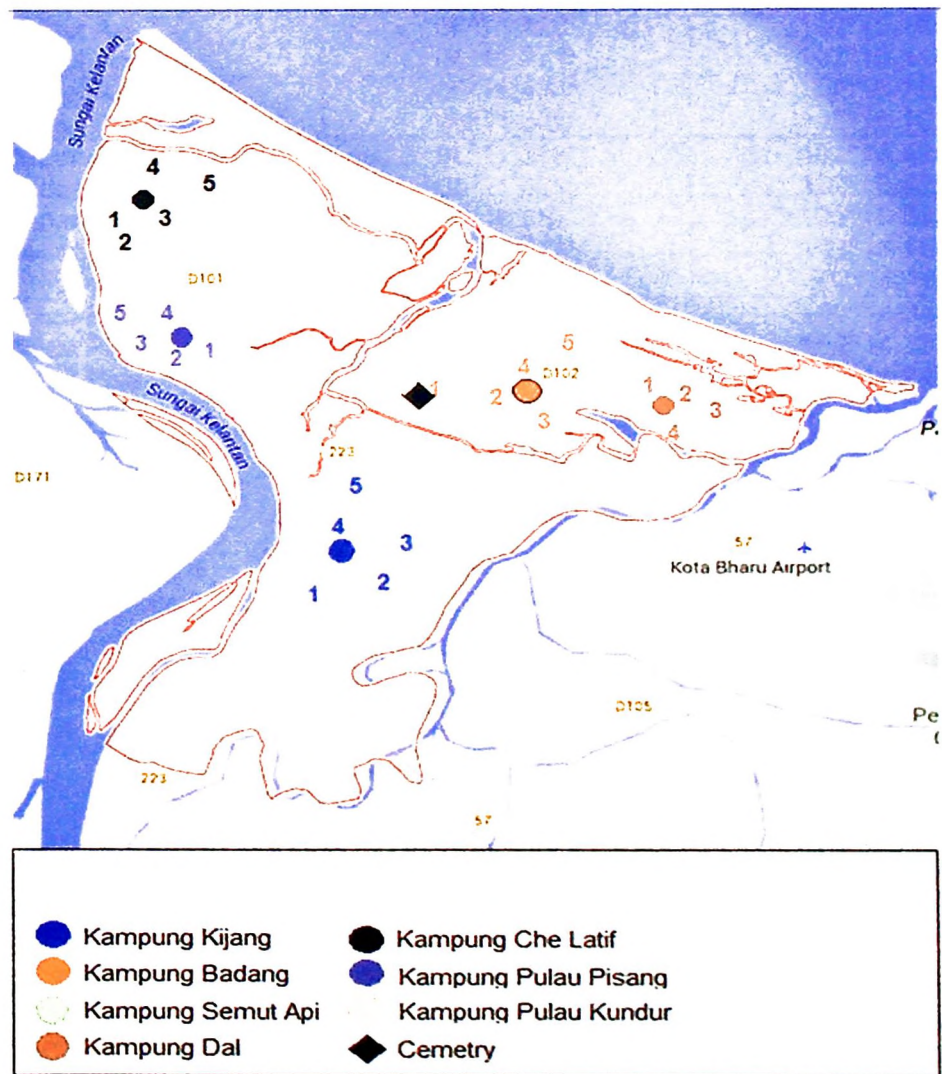 Sungai Kelantan
4
5
1 3
2
D101
5 4
3 1
2
5
4
D102
1
2
3
1 2 3
4
Sungai Kelantan
223
D171
5
4
3
2
1
57
Kota Bharu Airport
D105
Pe
223
57
Kampung Kijang
Kampung Che Latif
Kampung Badang
Kampung Pulau Pisang
Kampung Semut Api
Kampung Pulau Kundur
Kampung Dal
Cemetry